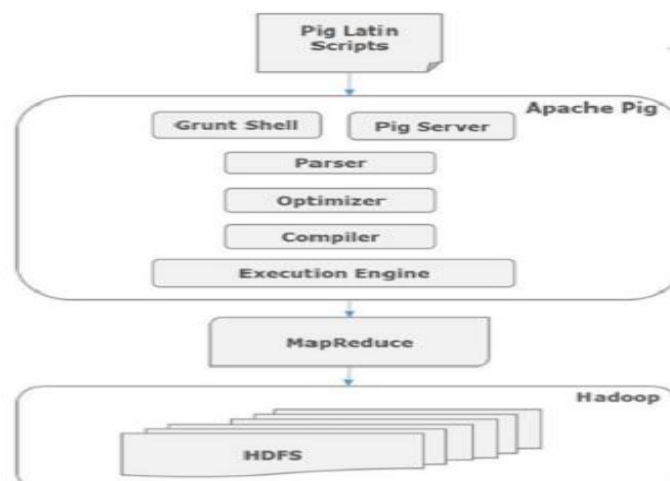 Pig Latin
Scripts
Apache Pig
Grunt Shell
Pig Server
Parser
Optimizer
Compiler
Execution Engine
MapReduce
Hadoop
HDFS